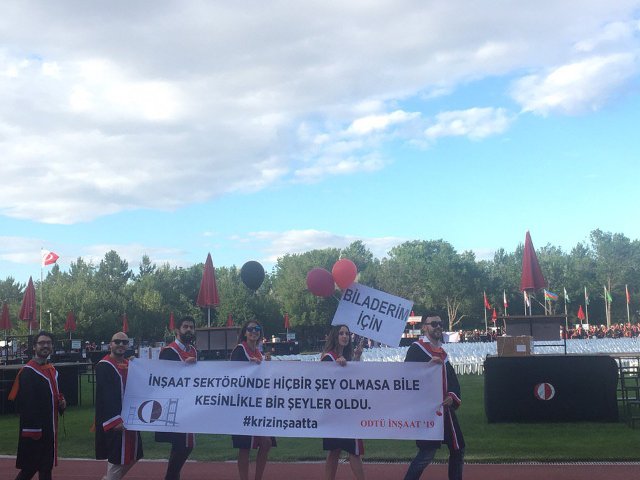 BİLADERİM
İÇİN
İNŞAAT SEKTÖRÜNDE HİÇBİR ŞEY OLMASA BİLE
KESİNLİKLE BİR ŞEYLER OLDU.
#krizinşaatta
ODTÜ İNŞAAT '19